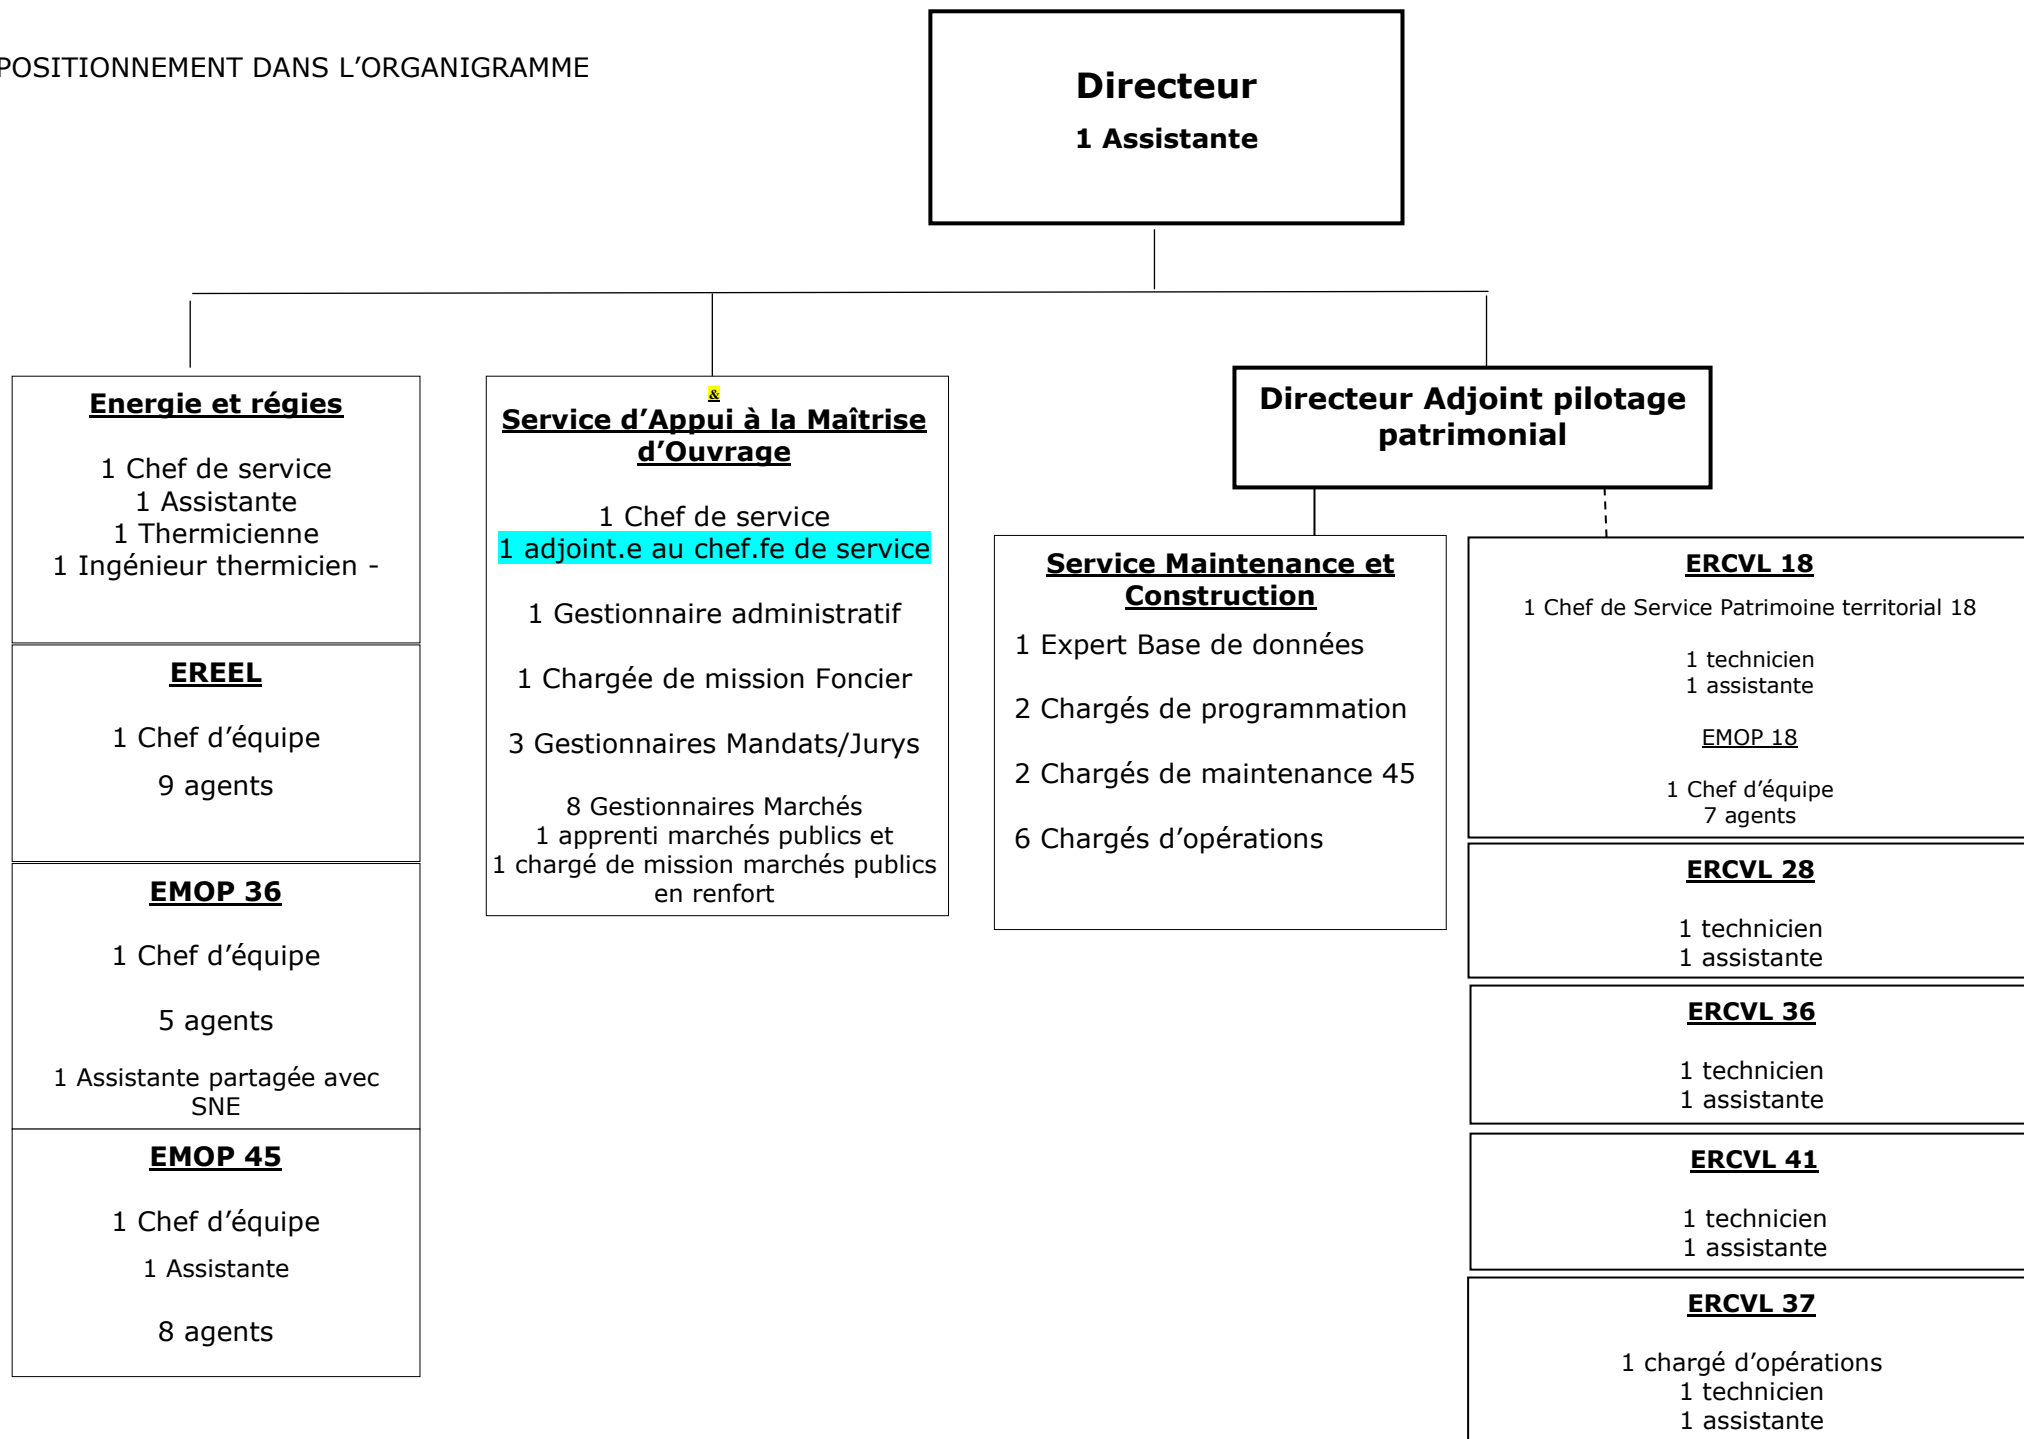 POSITIONNEMENT DANS L’ORGANIGRAMME
Directeur
1 Assistante
Energie et régies
1 Chef de service
1 Assistante
1 Thermicienne
1 Ingénieur thermicien -
EREEL
1 Chef d’équipe
9 agents
EMOP 36
1 Chef d’équipe
5 agents
1 Assistante partagée avec
SNE
EMOP 45
1 Chef d’équipe
1 Assistante
8 agents
&
Service d’Appui à la Maîtrise
d’Ouvrage
1 Chef de service
1 adjoint.e au chef.fe de service
1 Gestionnaire administratif
1 Chargée de mission Foncier
3 Gestionnaires Mandats/Jurys
8 Gestionnaires Marchés
1 apprenti marchés publics et
1 chargé de mission marchés publics
en renfort
Directeur Adjoint pilotage
patrimonial
Service Maintenance et
Construction
1 Expert Base de données
2 Chargés de programmation
2 Chargés de maintenance 45
6 Chargés d’opérations
ERCVL 18
1 Chef de Service Patrimoine territorial 18
1 technicien
1 assistante
EMOP 18
1 Chef d’équipe
7 agents
ERCVL 28
1 technicien
1 assistante
ERCVL 36
1 technicien
1 assistante
ERCVL 41
1 technicien
1 assistante
ERCVL 37
1 chargé d’opérations
1 technicien
1 assistante